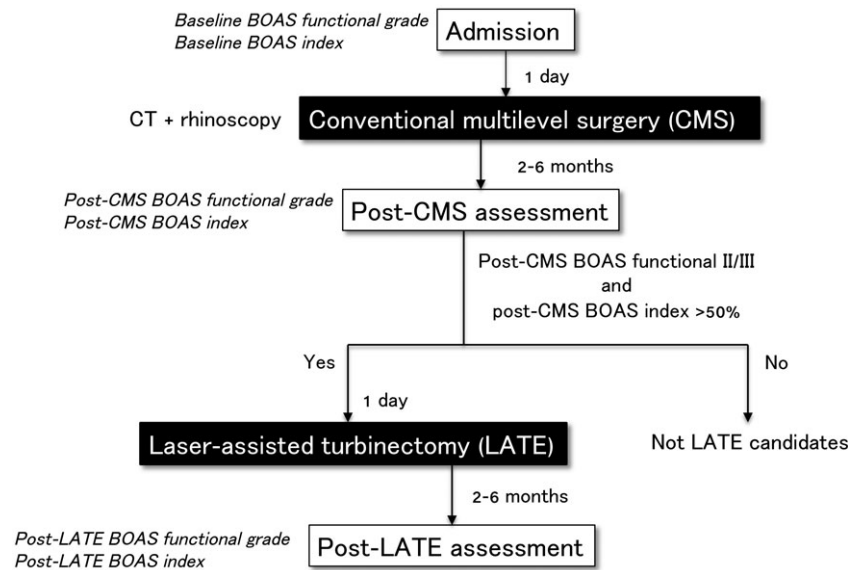 Baseline BOAS functional grade
Baseline BOAS index
Admission
1 day
CT + rhinoscopy
Conventional multilevel surgery (CMS)
2-6 months
Post-CMS BOAS functional grade
Post-CMS BOAS index
Post-CMS assessment
Post-CMS BOAS functional II/III
and
post-CMS BOAS index >50%
Yes
No
1 day
Laser-assisted turbinectomy (LATE)
Not LATE candidates
2-6 months
Post-LATE BOAS functional grade
Post-LATE BOAS index
Post-LATE assessment